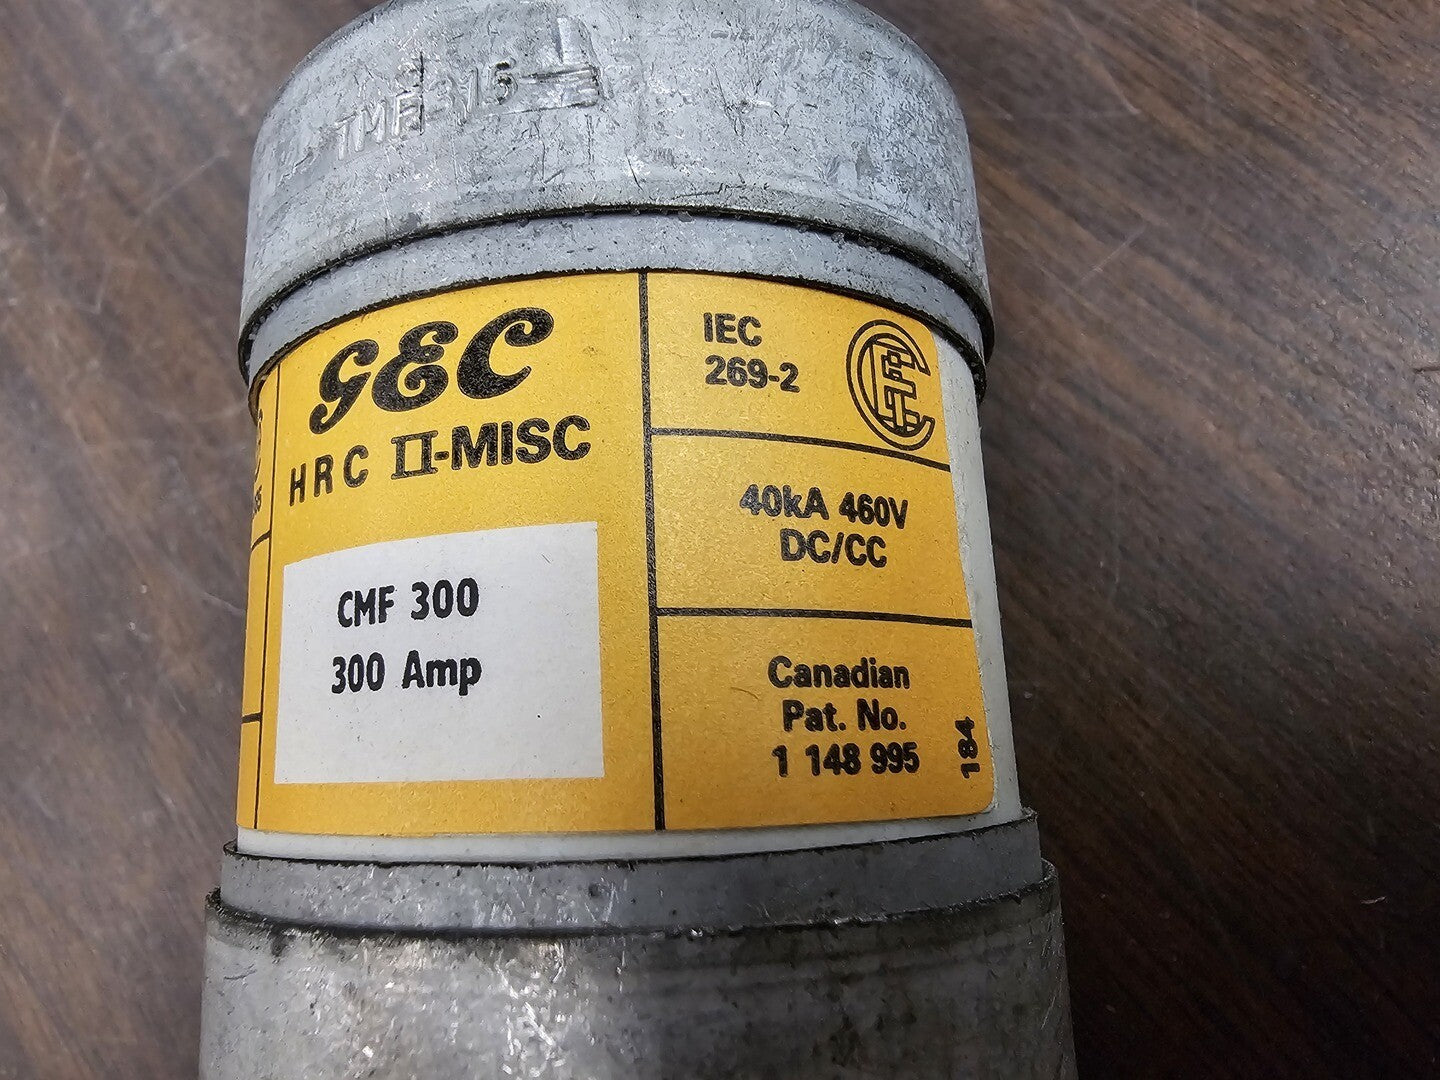 GEC
HRC II-MISC
CMF 300
300 Amp
IEC
269-2
40kA 460V
DC/CC
Canadian
Pat. No.
1 148 995
184